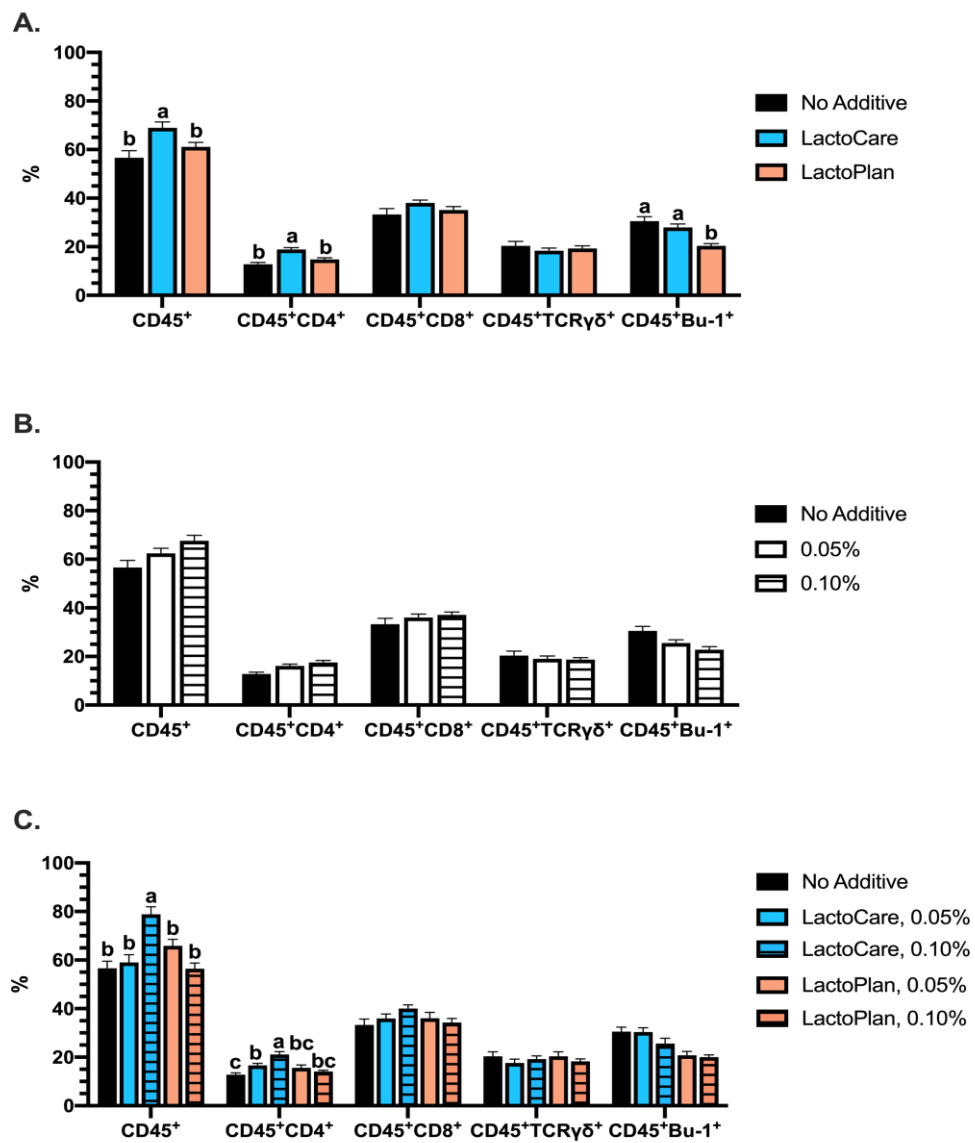 A.
100
80
60
40
20
0
%
b a b
b a b
a a b
CD45⁺ CD45⁺CD4⁺ CD45⁺CD8⁺ CD45⁺TCRγδ⁺ CD45⁺Bu-1⁺
No Additive
LactoCare
LactoPlan
B.
100
80
60
40
20
0
%
CD45⁺ CD45⁺CD4⁺ CD45⁺CD8⁺ CD45⁺TCRγδ⁺ CD45⁺Bu-1⁺
No Additive
0.05%
0.10%
C.
100
80
60
40
20
0
%
b b a b b
c b a bc bc
CD45⁺ CD45⁺CD4⁺ CD45⁺CD8⁺ CD45⁺TCRγδ⁺ CD45⁺Bu-1⁺
No Additive
LactoCare, 0.05%
LactoCare, 0.10%
LactoPlan, 0.05%
LactoPlan, 0.10%